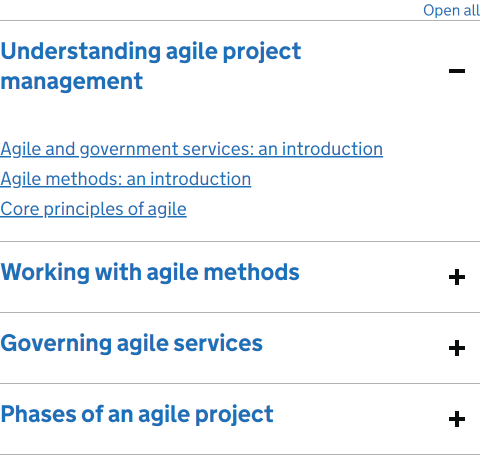 Open all
Understanding agile project
management
Agile and government services: an introduction
Agile methods: an introduction
Core principles of agile
Working with agile methods
Governing agile services
Phases of an agile project